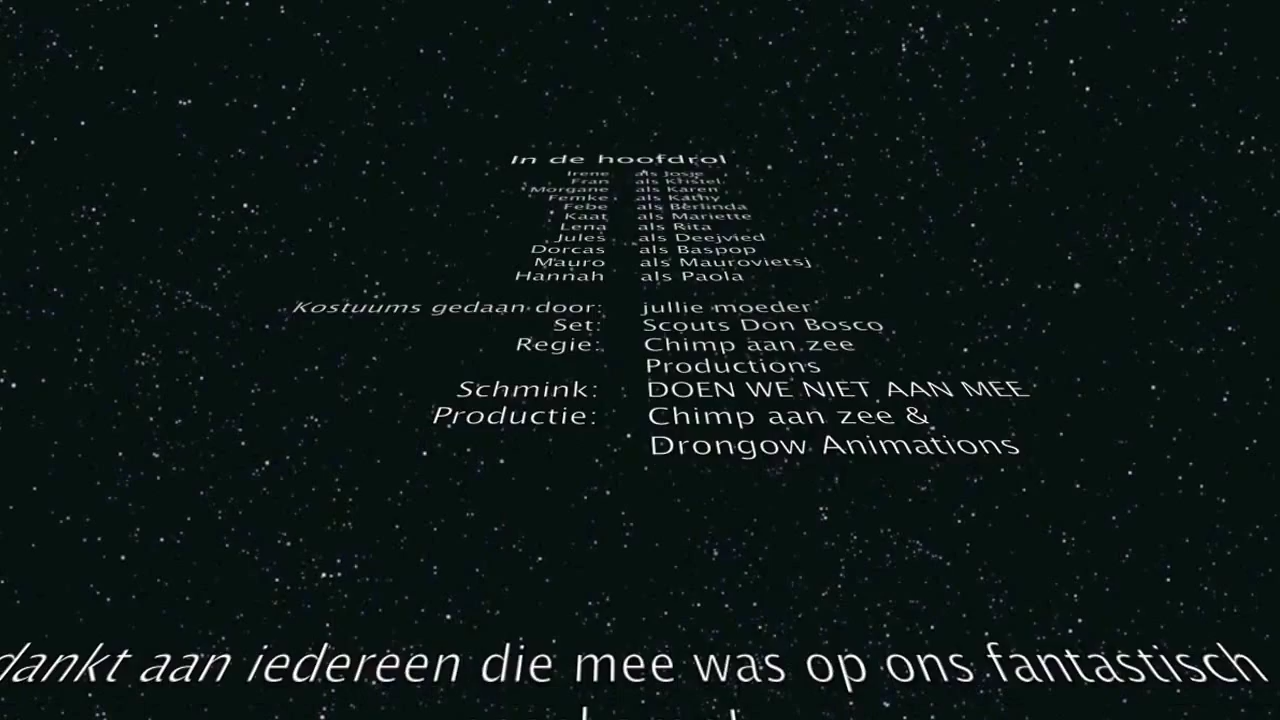 In de hoofdrol
Irene als Josje
Fran als Kristel
Morgane als Karen
Femke als Kathy
Febe als Berlinda
Kaat als Mariette
Lena als Rita
Jules als Deejvied
Dorcas als Baspop
Mauro als Maurovietsj
Hannah als Paola
Kostuums gedaan door: jullie moeder
Set: Scouts Don Bosco
Regie: Chimp aan zee
Productions
Schmink: DOEN WE NIET AAN MEE
Productie: Chimp aan zee &
Drongow Animations
dankt aan iedereen die mee was op ons fantastisch